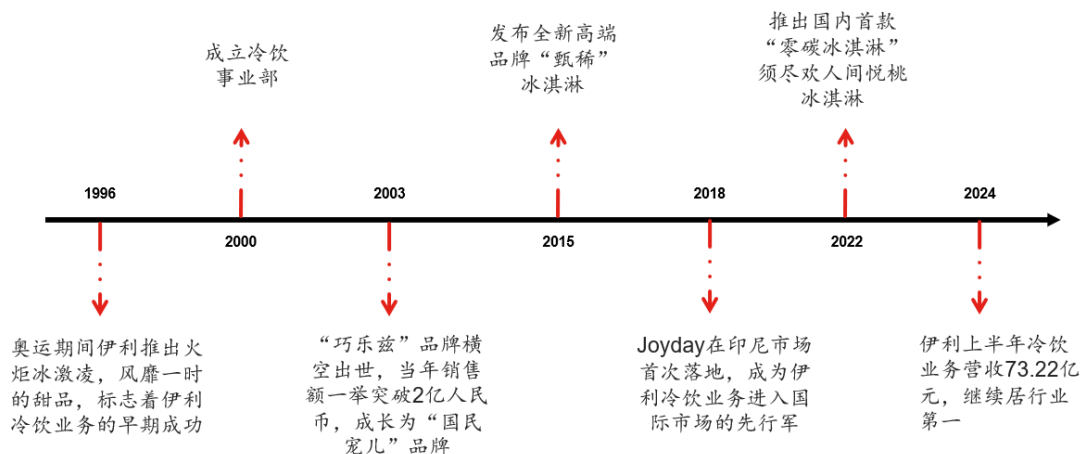 成立冷饮
事业部
发布全新高端
品牌“甄稀”
冰淇淋
推出国内首款
“零碳冰淇淋”
须尽欢人间悦桃
冰淇淋
1996
2003
2018
2024
2000
2015
2022
奥运期间伊利推出火
炬冰激凌，风靡一时
的甜品，标志着伊利
冷饮业务的早期成功
“巧乐兹”品牌横
空出世，当年销售
额一举突破2亿人民
币，成长为“国民
宠儿”品牌
Joyday在印尼市场
首次落地，成为伊
利冷饮业务进入国
际市场的先行军
伊利上半年冷饮
业务营收73.22亿
元，继续居行业
第一